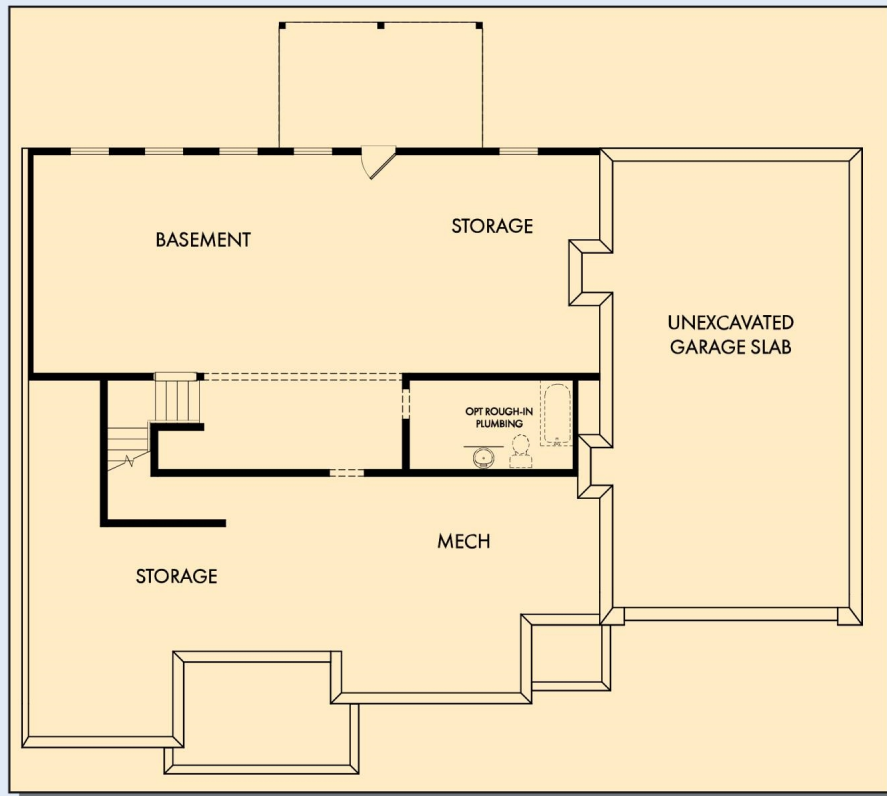 BASEMENT
STORAGE
UNEXCAVATED
GARAGE SLAB
OPT ROUGH-IN
PLUMBING
MECH
STORAGE